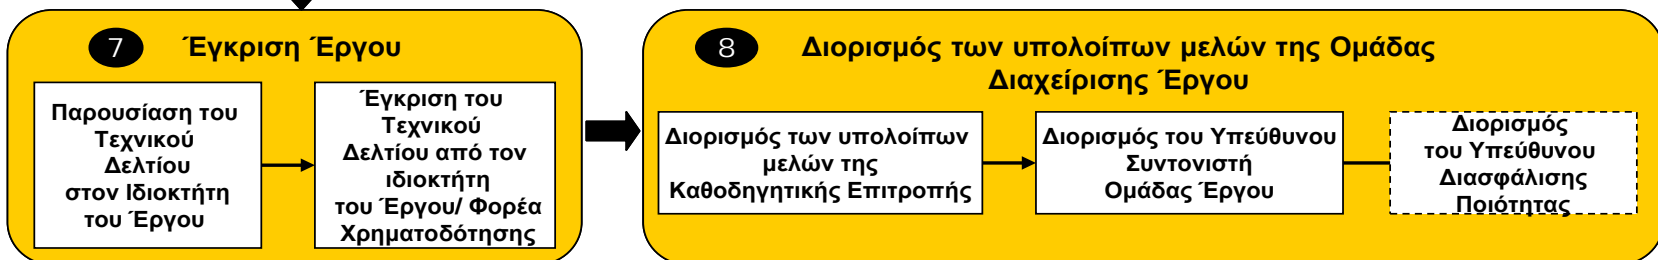 7
Έγκριση Έργου
Παρουσίαση του
Τεχνικού
Δελτίου
στον Ιδιοκτήτη
του Έργου
Έγκριση του
Τεχνικού
Δελτίου από τον
ιδιοκτήτη
του Έργου/ Φορέα
Χρηματοδότησης
8
Διορισμός των υπολοίπων μελών της Ομάδας
Διαχείρισης Έργου
Διορισμός των υπολοίπων
μελών της
Καθοδηγητικής Επιτροπής
Διορισμός του Υπεύθυνου
Συντονιστή
Ομάδας Έργου
Διορισμός
του Υπεύθυνου
Διασφάλισης
Ποιότητας